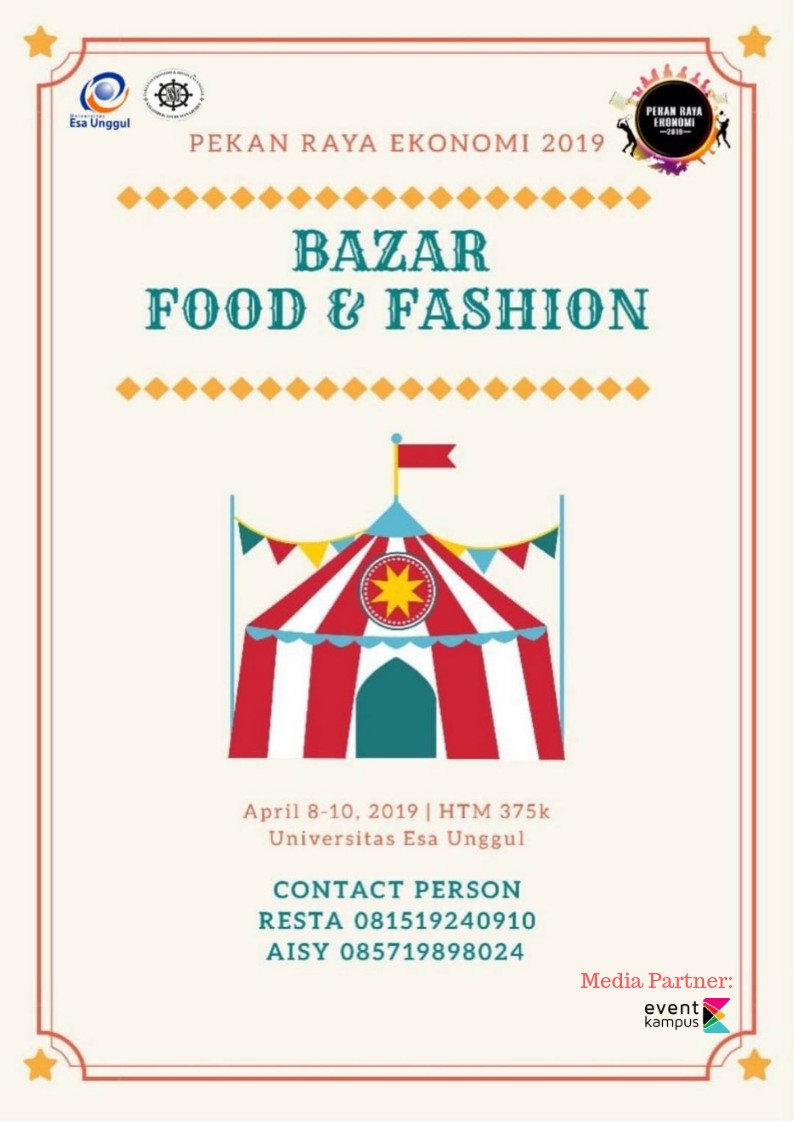 Universitas
Esa Unggul
PEKAN RAYA EKONOMI 2019
PEKAN RAYA
EKONOMI
2019
BAZAR
FOOD & FASHION
April 8-10, 2019 | HTM 375k
Universitas Esa Unggul
CONTACT PERSON
RESTA 081519240910
AISY 085719898024
Media Partner:
event
kampus